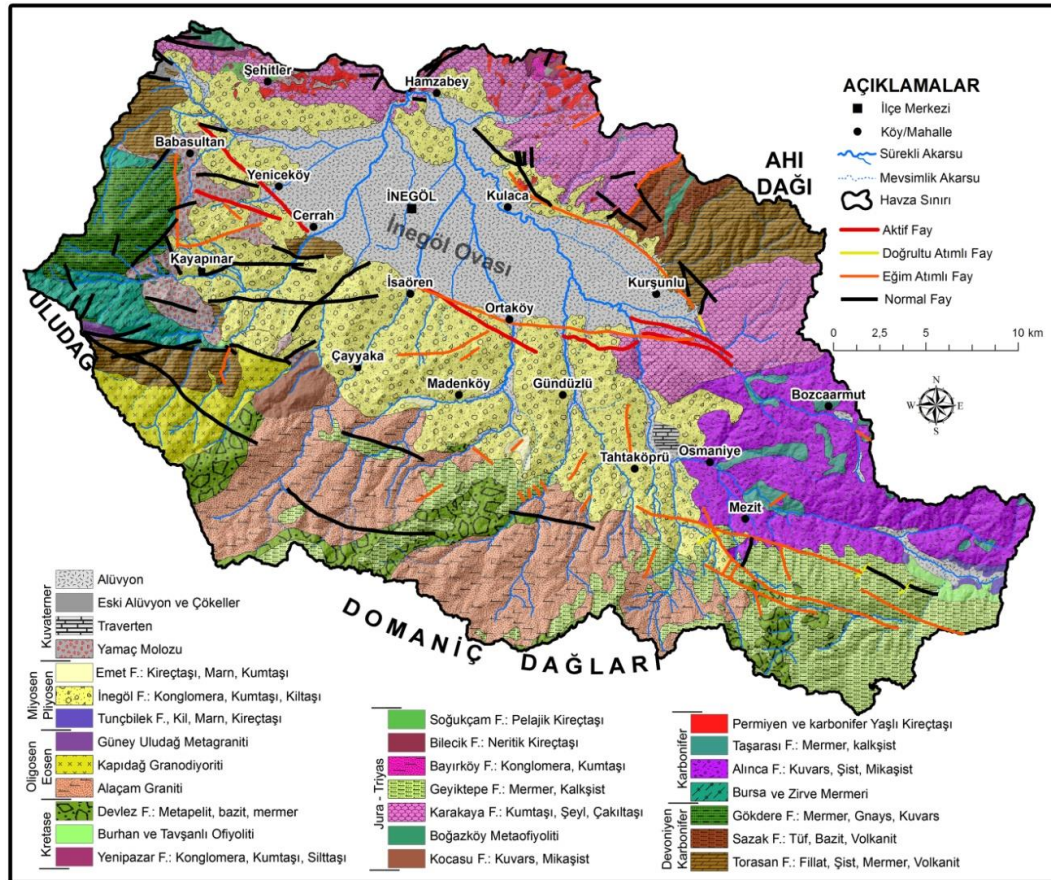 Şehitler
Hamzabey
Babasultan
Yeniceköy
İNEGÖL
Kulaca
Cerrah
İnegöl Ovası
Kayapınar
İsaören
Kurşunlu
Ortaköy
Çayyaka
Madenköy
Gündüzlü
Bozcaarmut
Tahtaköprü
Osmaniye
Mezit
ULUDAĞ
AHI
DAĞI
DOMANİÇ DAĞLARI
AÇIKLAMALAR
İlçe Merkezi
Köy/Mahalle
Sürekli Akarsu
Mevsimlik Akarsu
Havza Sınırı
Aktif Fay
Doğrultu Atımlı Fay
Eğim Atımlı Fay
Normal Fay
0 2.5 5 10 km
N
W E
S
Kuvaterner
Alüvyon
Eski Alüvyon ve Çökeller
Traverten
Yamaç Molozu
Miyosen
Pliyosen
Emet F.: Kireçtaşı, Marn, Kumtaşı
İnegöl F.: Konglomera, Kumtaşı, Kiltaşı
Tunçbilek F., Kil, Marn, Kireçtaşı
Oligosen
Eosen
Güney Uludağ Metagraniti
Kapıdağ Granodiyoriti
Alaçam Graniti
Kretase
Devlez F.: Metapelit, bazit, mermer
Burhan ve Tavşanlı Ofiyoliti
Yenipazar F.: Konglomera, Kumtaşı, Silttaşı
Jura - Triyas
Soğukçam F.: Pelajik Kireçtaşı
Bilecik F.: Neritik Kireçtaşı
Bayırköy F.: Konglomera, Kumtaşı
Geyiktepe F.: Mermer, Kalkşist
Karakaya F.: Kumtaşı, Şeyl, Çakıltaşı
Boğazköy Metaofiyoliti
Kocasu F.: Kuvars, Mikaşist
Karbonifer
Permiyen ve karbonifer Yaşlı Kireçtaşı
Taşarası F.: Mermer, kalkşist
Alınca F.: Kuvars, Şist, Mikaşist
Bursa ve Zirve Mermeri
Devoniyen
Karbonifer
Gökdere F.: Mermer, Gnays, Kuvars
Sazak F.: Tüf, Bazit, Volkanit
Torasan F.: Fillat, Şist, Mermer, Volkanit